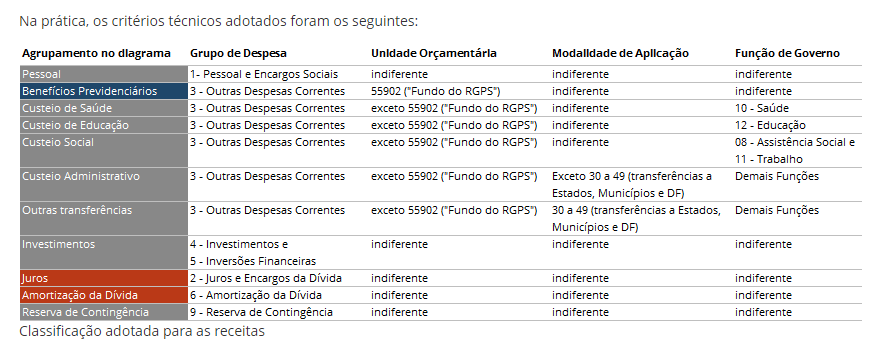 Na prática, os critérios técnicos adotados foram os seguintes:
Agrupamento no diagrama Grupo de Despesa Unidade Orçamentária Modalidade de Aplicação Função de Governo
Pessoal 1- Pessoal e Encargos Sociais indiferente indiferente indiferente
Benefícios Previdenciários 3 - Outras Despesas Correntes 55902 ("Fundo do RGPS") indiferente indiferente
Custeio de Saúde 3 - Outras Despesas Correntes exceto 55902 ("Fundo do RGPS") indiferente 10 - Saúde
Custeio de Educação 3 - Outras Despesas Correntes exceto 55902 ("Fundo do RGPS") indiferente 12 - Educação
Custeio Social 3 - Outras Despesas Correntes exceto 55902 ("Fundo do RGPS") indiferente 08 - Assistência Social e
11 - Trabalho
Custeio Administrativo 3 - Outras Despesas Correntes exceto 55902 ("Fundo do RGPS") Exceto 30 a 49 (transferências a Demais Funções
Estados, Municípios e DF)
Outras transferências 3 - Outras Despesas Correntes exceto 55902 ("Fundo do RGPS") 30 a 49 (transferências a Estados, Demais Funções
Municípios e DF)
Investimentos 4 - Investimentos e indiferente indiferente indiferente
5 - Inversões Financeiras
Juros 2 - Juros e Encargos da Dívida indiferente indiferente indiferente
Amortização da Dívida 6 - Amortização da Dívida indiferente indiferente indiferente
Reserva de Contingência 9 - Reserva de Contingência indiferente indiferente indiferente
Classificação adotada para as receitas